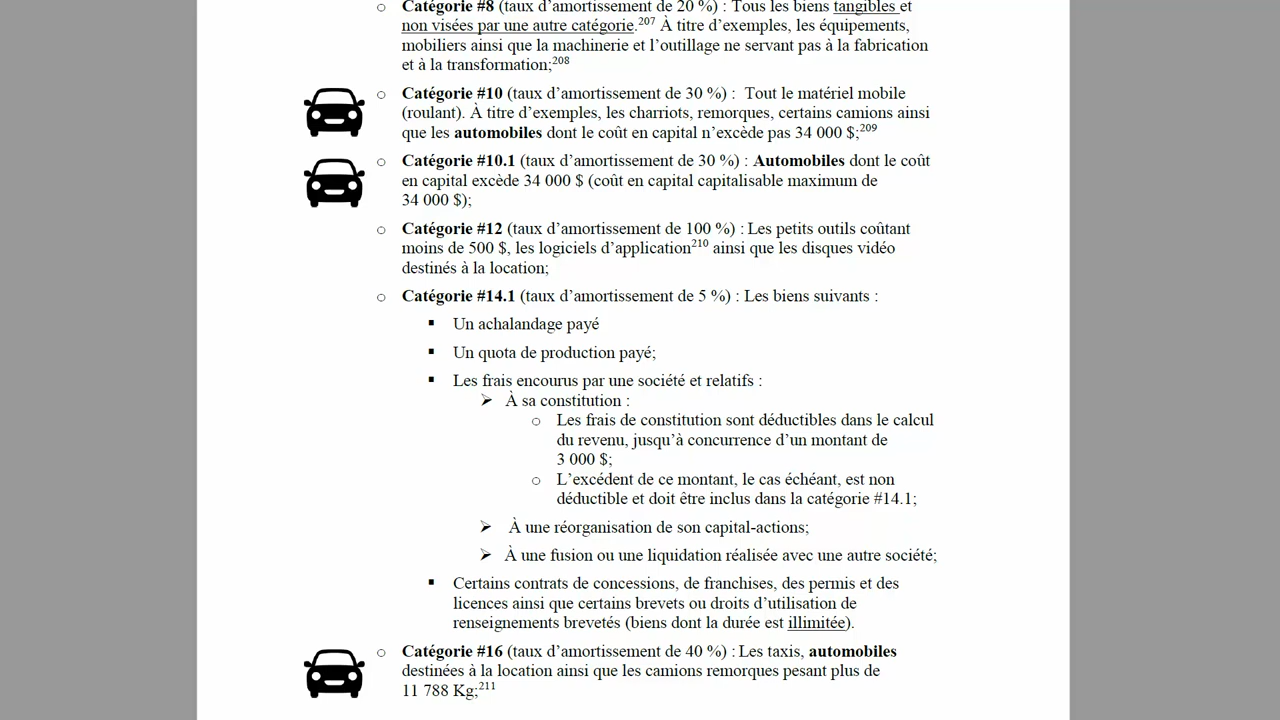 ○ Catégorie #8 (taux d’amortissement de 20 %) : Tous les biens tangibles et
non visées par une autre catégorie.207 À titre d’exemples, les équipements,
mobiliers ainsi que la machinerie et l’outillage ne servant pas à la fabrication
et à la transformation;208
○ Catégorie #10 (taux d’amortissement de 30 %) : Tout le matériel mobile
(roulant). À titre d’exemples, les charriots, remorques, certains camions ainsi
que les automobiles dont le coût en capital n’excède pas 34 000 $;209
○ Catégorie #10.1 (taux d’amortissement de 30 %) : Automobiles dont le coût
en capital excède 34 000 $ (coût en capital capitalisable maximum de
34 000 $);
○ Catégorie #12 (taux d’amortissement de 100 %) : Les petits outils coûtant
moins de 500 $, les logiciels d’application210 ainsi que les disques vidéo
destinés à la location;
○ Catégorie #14.1 (taux d’amortissement de 5 %) : Les biens suivants :
▪ Un achalandage payé
▪ Un quota de production payé;
▪ Les frais encourus par une société et relatifs :
➢ À sa constitution :
○ Les frais de constitution sont déductibles dans le calcul
du revenu, jusqu’à concurrence d’un montant de
3 000 $;
○ L’excédent de ce montant, le cas échéant, est non
déductible et doit être inclus dans la catégorie #14.1;
➢ À une réorganisation de son capital-actions;
➢ À une fusion ou une liquidation réalisée avec une autre société;
▪ Certains contrats de concessions, de franchises, des permis et des
licences ainsi que certains brevets ou droits d’utilisation de
renseignements brevetés (biens dont la durée est illimitée).
○ Catégorie #16 (taux d’amortissement de 40 %) : Les taxis, automobiles
destinées à la location ainsi que les camions remorques pesant plus de
11 788 Kg;211